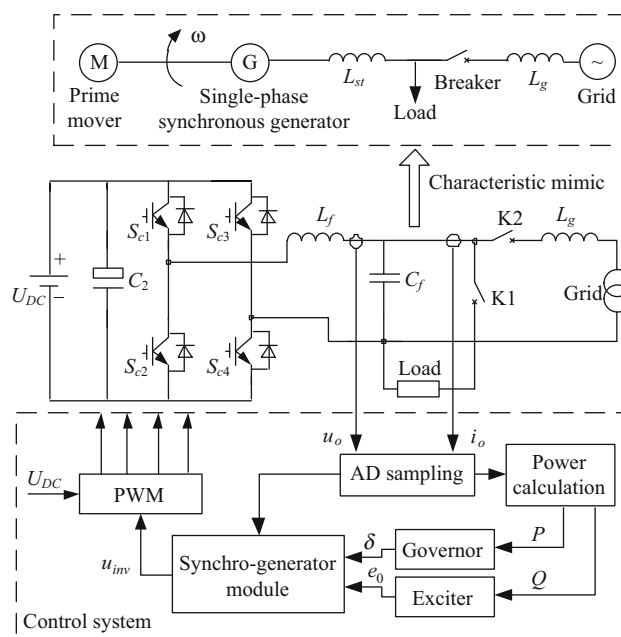 ω
M
G
~
L_st
Breaker
L_g
Prime
mover
Single-phase
synchronous generator
Load
Grid
Characteristic mimic
S_c1
S_c3
L_f
K2
L_g
+
−
U_DC
C_2
C_f
K1
Grid
S_c2
S_c4
Load
u_o
i_o
U_DC
PWM
AD sampling
Power
calculation
u_inv
Synchro-generator
module
δ
Governor
P
e_0
Exciter
Q
Control system